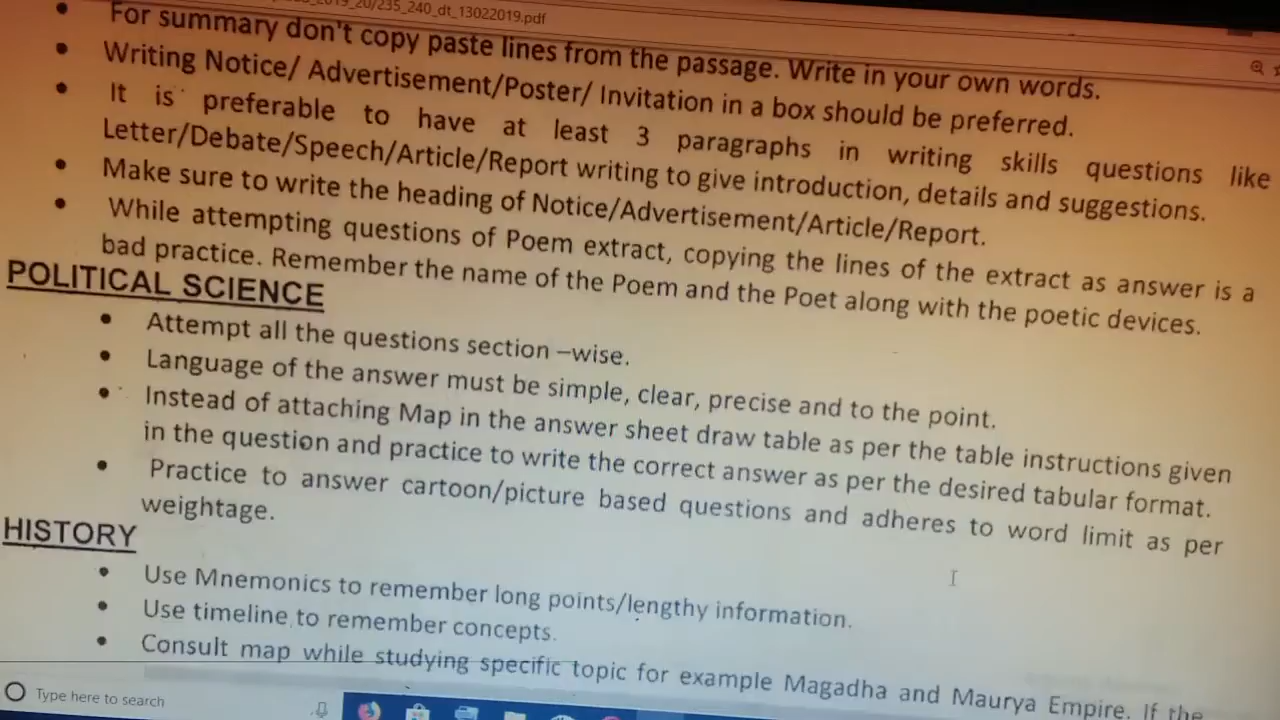 2019_20/235_240_dt_13022019.pdf
• For summary don't copy paste lines from the passage. Write in your own words.
• Writing Notice/ Advertisement/Poster/ Invitation in a box should be preferred.
• It is preferable to have at least 3 paragraphs in writing skills questions like
Letter/Debate/Speech/Article/Report writing to give introduction, details and suggestions.
• Make sure to write the heading of Notice/Advertisement/Article/Report.
• While attempting questions of Poem extract, copying the lines of the extract as answer is a
bad practice. Remember the name of the Poem and the Poet along with the poetic devices.
POLITICAL SCIENCE
• Attempt all the questions section –wise.
• Language of the answer must be simple, clear, precise and to the point.
• Instead of attaching Map in the answer sheet draw table as per the table instructions given
in the question and practice to write the correct answer as per the desired tabular format.
• Practice to answer cartoon/picture based questions and adheres to word limit as per
weightage.
HISTORY
• Use Mnemonics to remember long points/lengthy information.
• Use timeline to remember concepts.
• Consult map while studying specific topic for example Magadha and Maurya Empire. If the
Type here to search